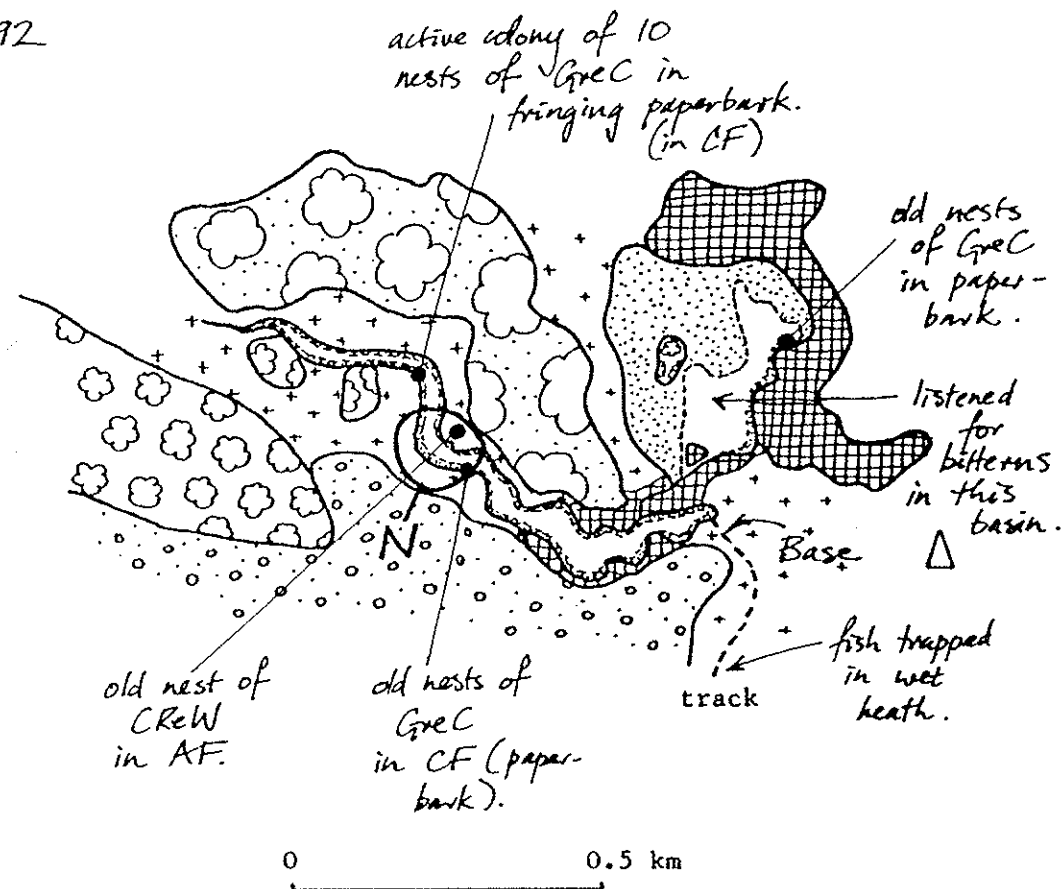 92
active colony of 10
nests of GreC in
fringing paperbark.
(in CF)
old nests
of GreC
in paper-
bark.
listened
for
bitterns
in this
basin.
N
Base
fish trapped
in wet
heath.
track
old nest of
CReW
in AF.
old nests of
GreC
in CF (paper-
bark).
0 0.5 km